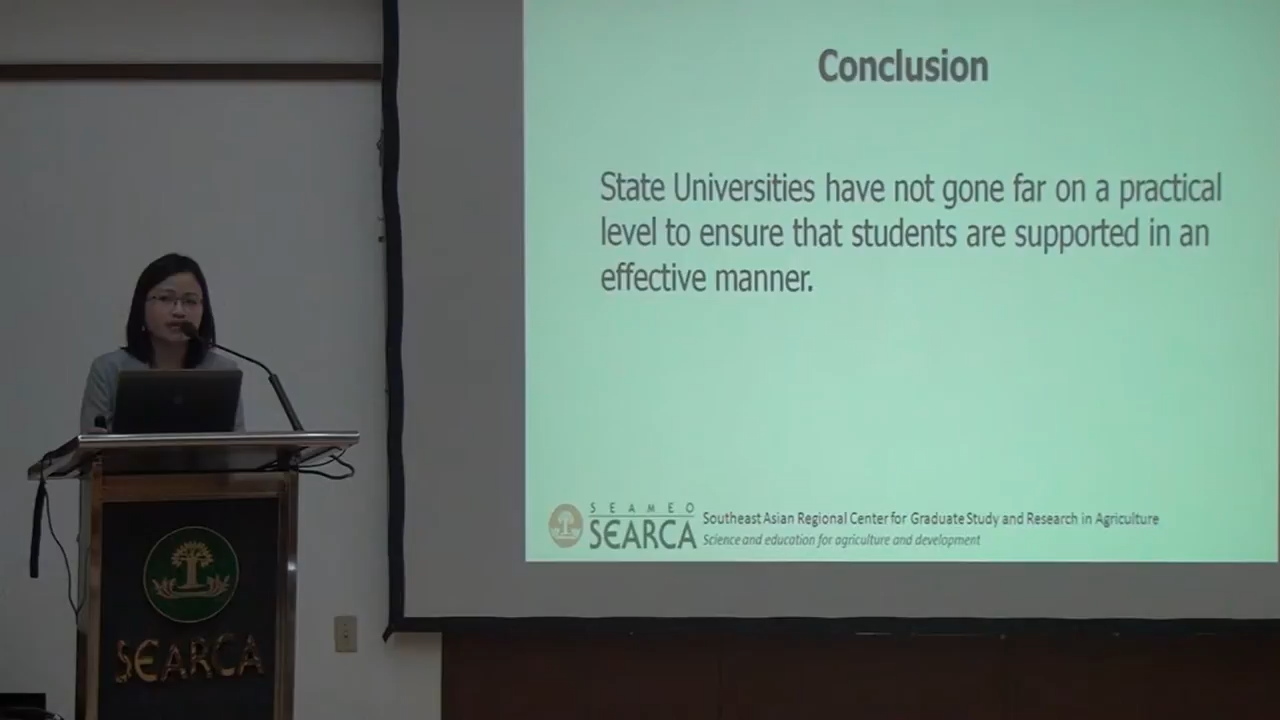 Conclusion
State Universities have not gone far on a practical
level to ensure that students are supported in an
effective manner.
SEAMEO
SEARCA
Southeast Asian Regional Center for Graduate Study and Research in Agriculture
Science and education for agriculture and development
SEARCA